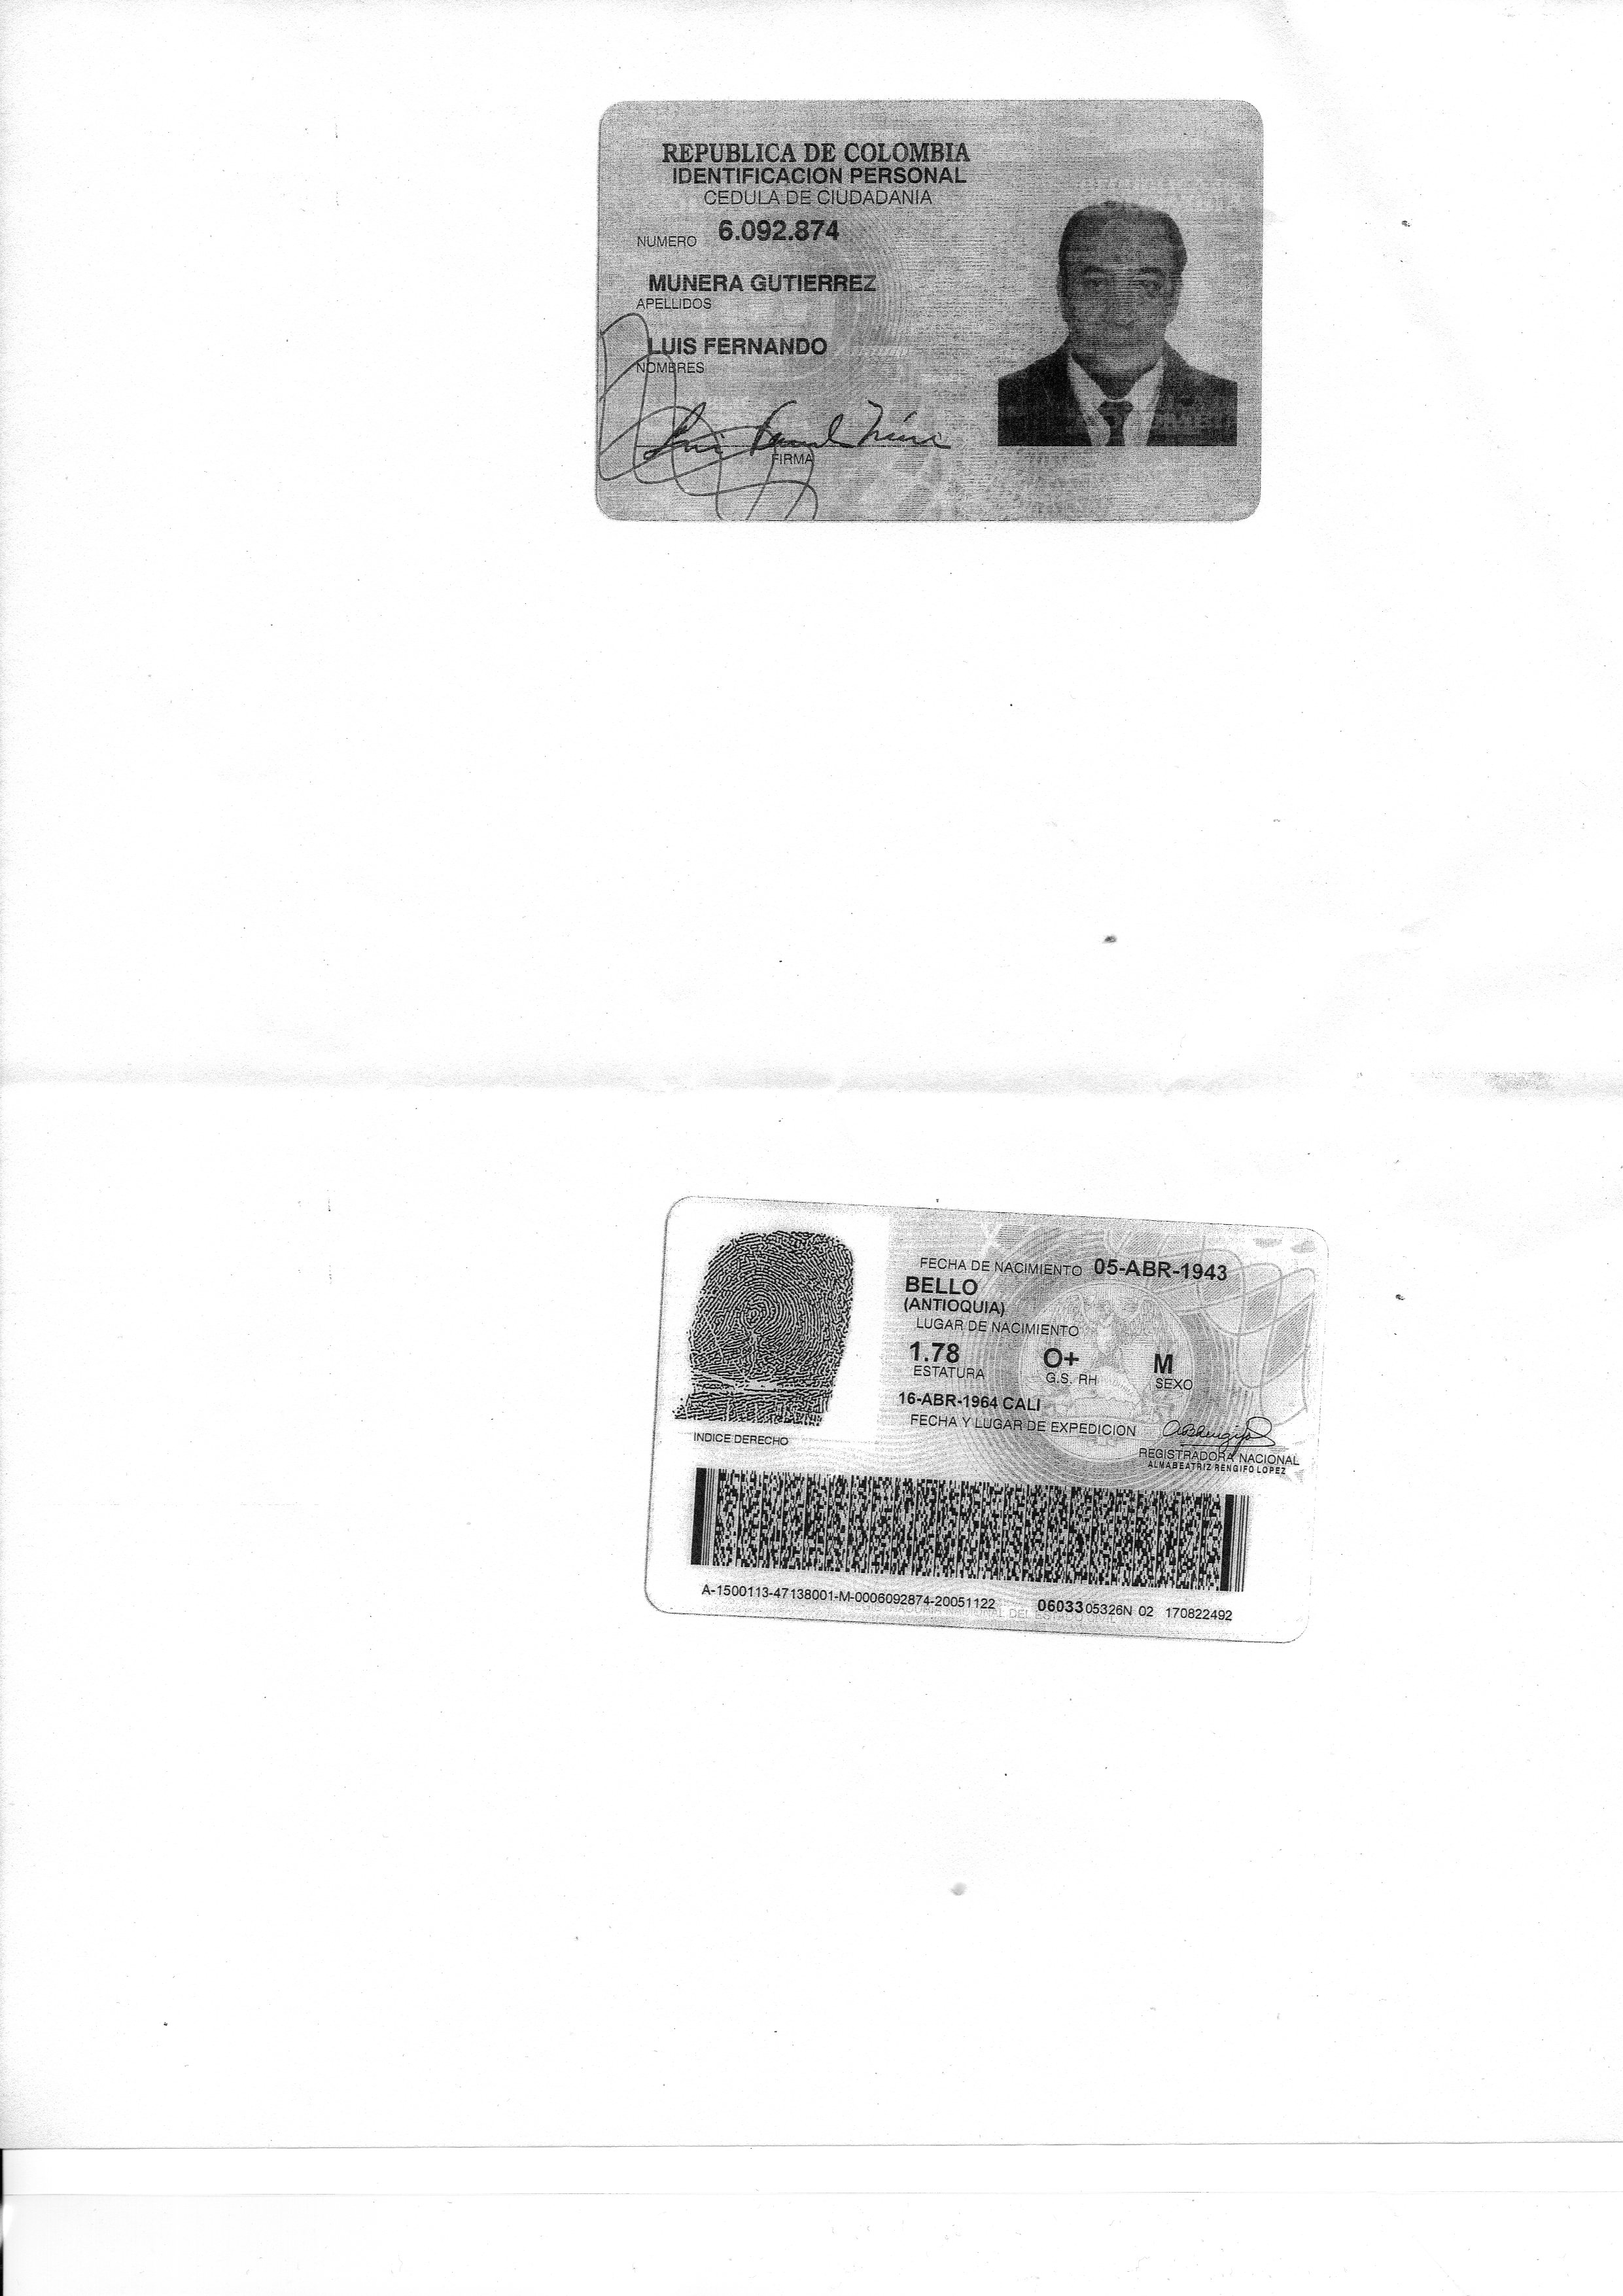 REPUBLICA DE COLOMBIA
IDENTIFICACION PERSONAL
CEDULA DE CIUDADANIA
NUMERO 6.092.874
MUNERA GUTIERREZ
APELLIDOS
LUIS FERNANDO
NOMBRES
FIRMA
FECHA DE NACIMIENTO 05-ABR-1943
BELLO
(ANTIOQUIA)
LUGAR DE NACIMIENTO
1.78 O+ M
ESTATURA G.S. RH SEXO
16-ABR-1964 CALI
FECHA Y LUGAR DE EXPEDICION
INDICE DERECHO
REGISTRADORA NACIONAL
ALMABEATRIZ RENGIFO LOPEZ
A-1500113-47138001-M-0006092874-20051122 0603305326N 02 170822492